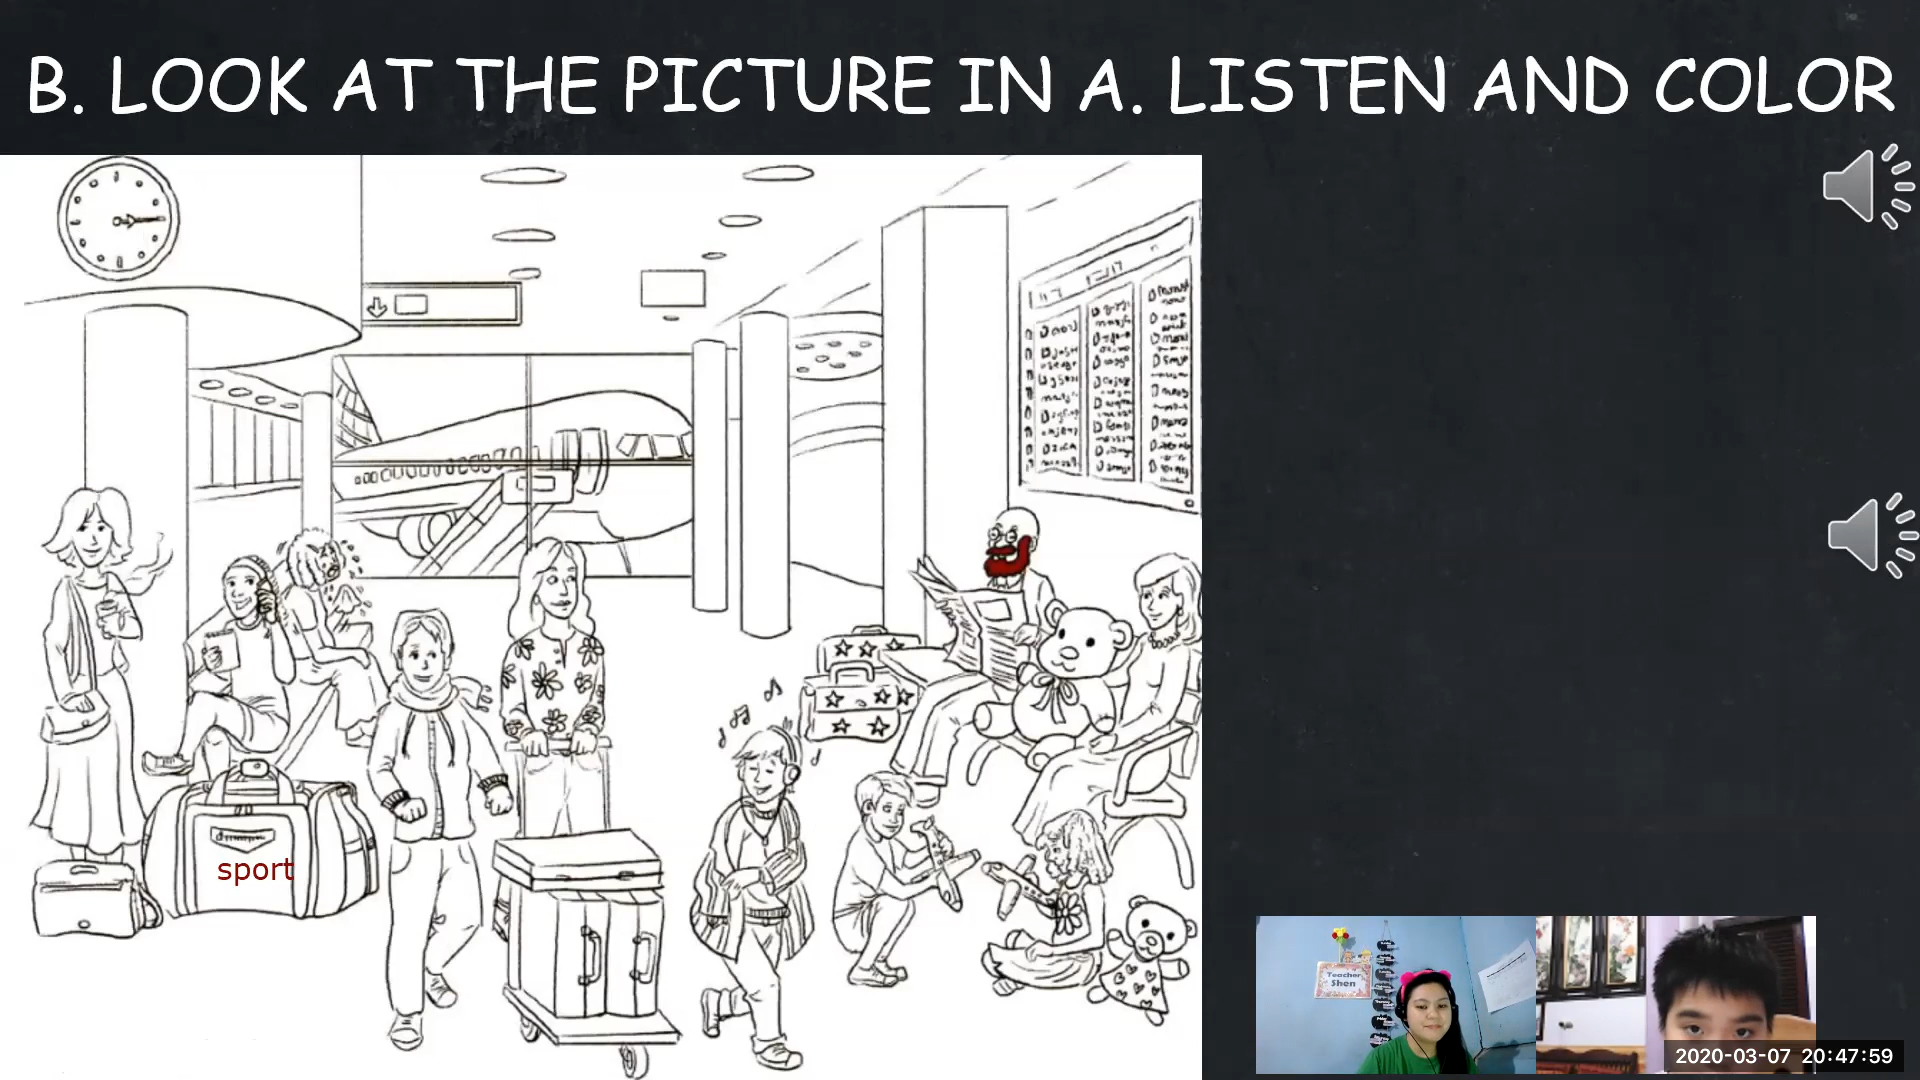 B. LOOK AT THE PICTURE IN A. LISTEN AND COLOR
sport
Teacher
Shen
2020-03-07 20:47:59